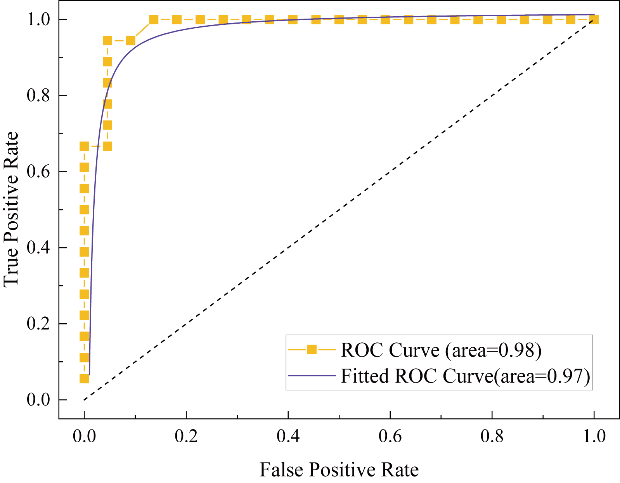 True Positive Rate
1.0
0.8
0.6
0.4
0.2
0.0
ROC Curve (area=0.98)
Fitted ROC Curve(area=0.97)
0.0 0.2 0.4 0.6 0.8 1.0
False Positive Rate